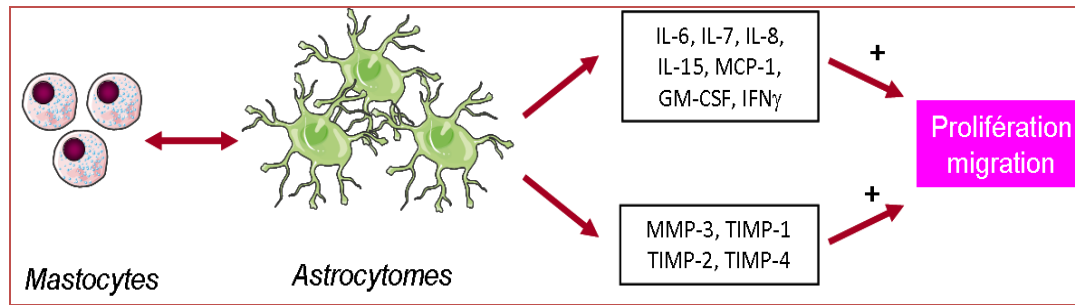 IL-6, IL-7, IL-8,
IL-15, MCP-1,
GM-CSF, IFNγ
+
Prolifération
migration
+
MMP-3, TIMP-1
TIMP-2, TIMP-4
Mastocytes
Astrocytomes